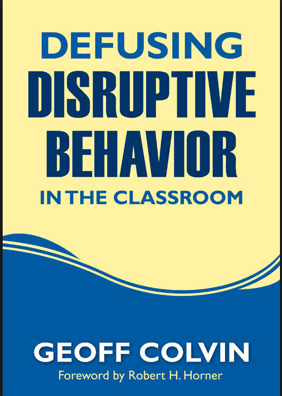 DEFUSING
DISRUPTIVE
BEHAVIOR
IN THE CLASSROOM
GEOFF COLVIN
Foreword by Robert H. Horner